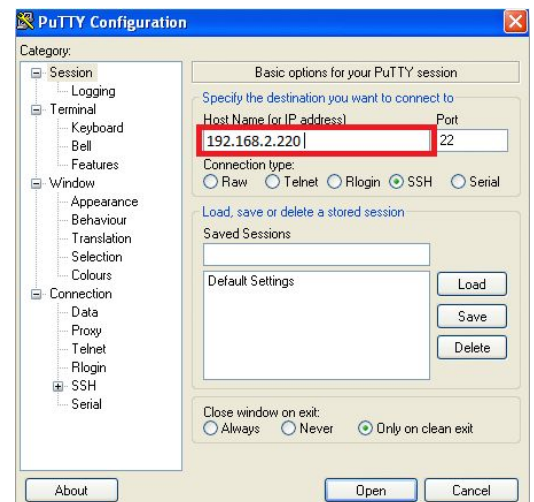 PuTTY Configuration
Category:
Session
Logging
Terminal
Keyboard
Bell
Features
Window
Appearance
Behaviour
Translation
Selection
Colours
Connection
Data
Proxy
Telnet
Rlogin
SSH
Serial
Basic options for your PuTTY session
Specify the destination you want to connect to
Host Name (or IP address) Port
192.168.2.220 22
Connection type:
Raw Telnet Rlogin SSH Serial
Load, save or delete a stored session
Saved Sessions
Default Settings
Load
Save
Delete
Close window on exit:
Always Never Only on clean exit
About Open Cancel